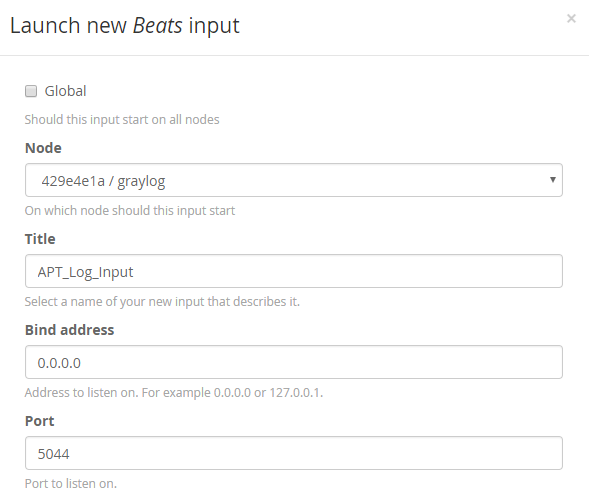 Launch new Beats input
×
Global
Should this input start on all nodes
Node
429e4e1a / graylog
On which node should this input start
Title
APT_Log_Input
Select a name of your new input that describes it.
Bind address
0.0.0.0
Address to listen on. For example 0.0.0.0 or 127.0.0.1.
Port
5044
Port to listen on.